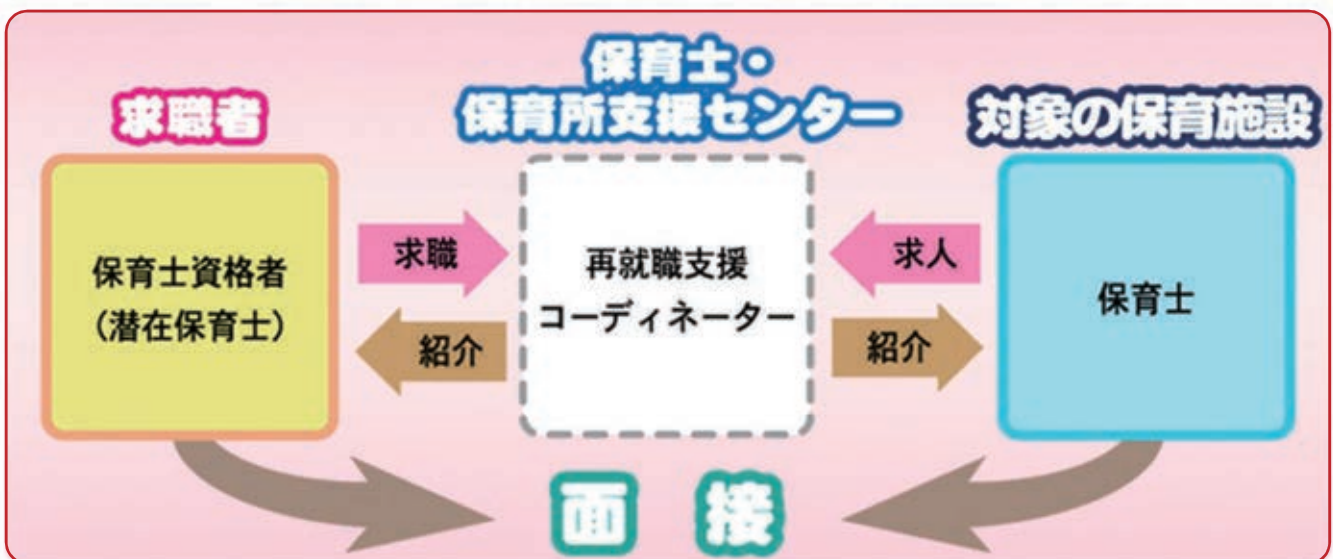 求職者
保育士資格者
（潜在保育士）
求職
紹介
保育士・
保育所支援センター
再就職支援
コーディネーター
求人
紹介
対象の保育施設
保育士
面 接